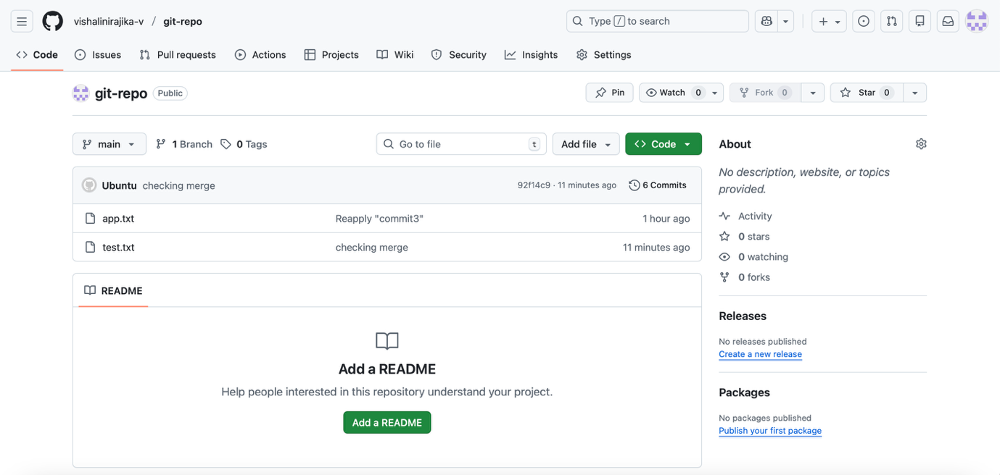 vishalinirajika-v / git-repo
Type / to search
Code Issues Pull requests Actions Projects Wiki Security Insights Settings
git-repo Public
Pin Watch 0 Fork 0 Star 0
main 1 Branch 0 Tags
Go to file t Add file Code
Ubuntu checking merge 92f14c9 · 11 minutes ago 6 Commits
app.txt Reapply "commit3" 1 hour ago
test.txt checking merge 11 minutes ago
README
Add a README
Help people interested in this repository understand your project.
Add a README
About
No description, website, or topics
provided.
Activity
0 stars
0 watching
0 forks
Releases
No releases published
Create a new release
Packages
No packages published
Publish your first package